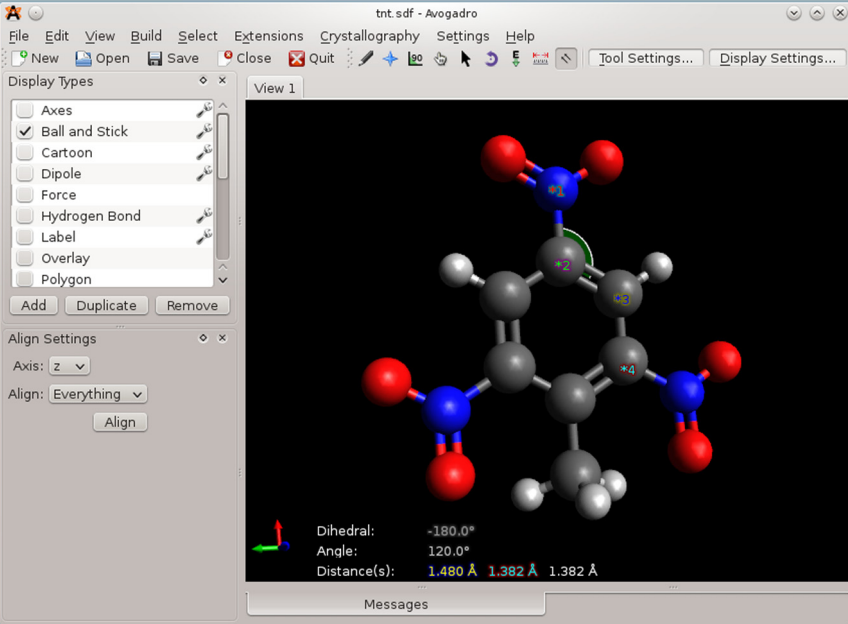 tnt.sdf - Avogadro
File Edit View Build Select Extensions Crystallography Settings Help
New Open Save Close Quit 90 E Tool Settings... Display Settings...
Display Types
View 1
Axes
Ball and Stick
Cartoon
Dipole
Force
Hydrogen Bond
Label
Overlay
Polygon
Add Duplicate Remove
Align Settings
Axis: z
Align: Everything
Align
*1
*2
*3
*4
Dihedral: -180.0°
Angle: 120.0°
Distance(s): 1.480 Å 1.382 Å 1.382 Å
Messages